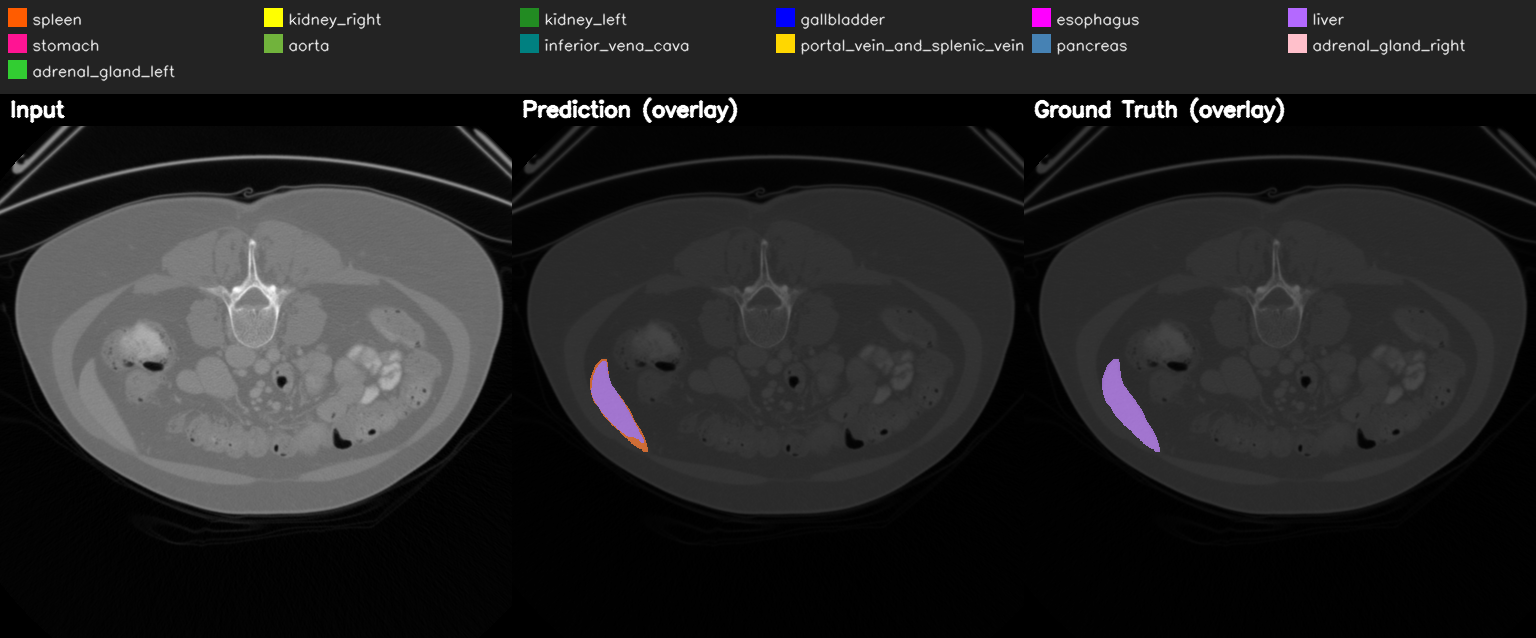 spleen kidney_right kidney_left gallbladder esophagus liver
stomach aorta inferior_vena_cava portal_vein_and_splenic_vein pancreas adrenal_gland_right
adrenal_gland_left
Input Prediction (overlay) Ground Truth (overlay)